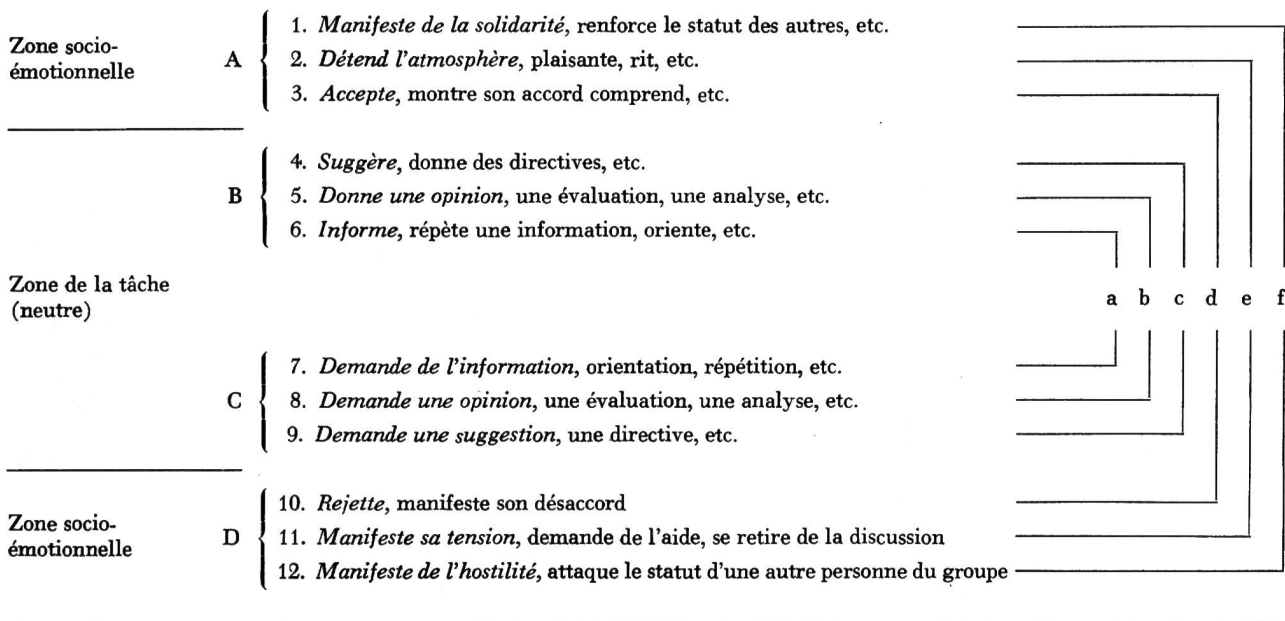 Zone socio-
émotionnelle
A
1. Manifeste de la solidarité, renforce le statut des autres, etc.
2. Détend l'atmosphère, plaisante, rit, etc.
3. Accepte, montre son accord comprend, etc.
B
4. Suggère, donne des directives, etc.
5. Donne une opinion, une évaluation, une analyse, etc.
6. Informe, répète une information, oriente, etc.
Zone de la tâche
(neutre)
a b c d e f
C
7. Demande de l'information, orientation, répétition, etc.
8. Demande une opinion, une évaluation, une analyse, etc.
9. Demande une suggestion, une directive, etc.
Zone socio-
émotionnelle
D
10. Rejette, manifeste son désaccord
11. Manifeste sa tension, demande de l'aide, se retire de la discussion
12. Manifeste de l'hostilité, attaque le statut d'une autre personne du groupe